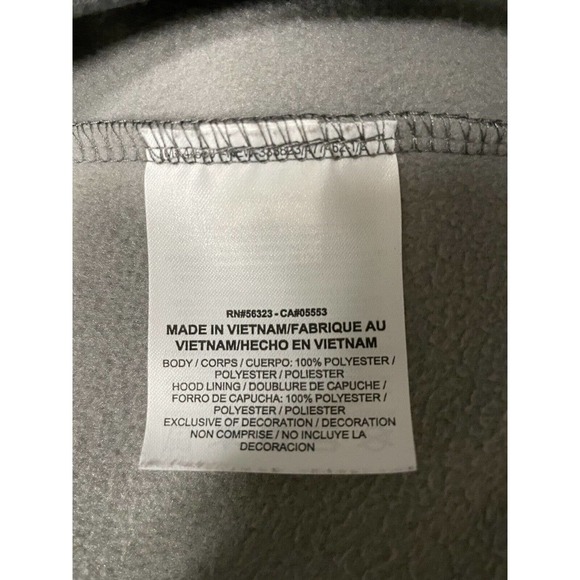 RN#56323 - CA#05553
MADE IN VIETNAM/FABRIQUE AU
VIETNAM/HECHO EN VIETNAM
BODY / CORPS / CUERPO: 100% POLYESTER /
POLYESTER / POLIESTER
HOOD LINING / DOUBLURE DE CAPUCHE /
FORRO DE CAPUCHA: 100% POLYESTER /
POLYESTER / POLIESTER
EXCLUSIVE OF DECORATION / DECORATION
NON COMPRISE / NO INCLUYE LA
DECORACION